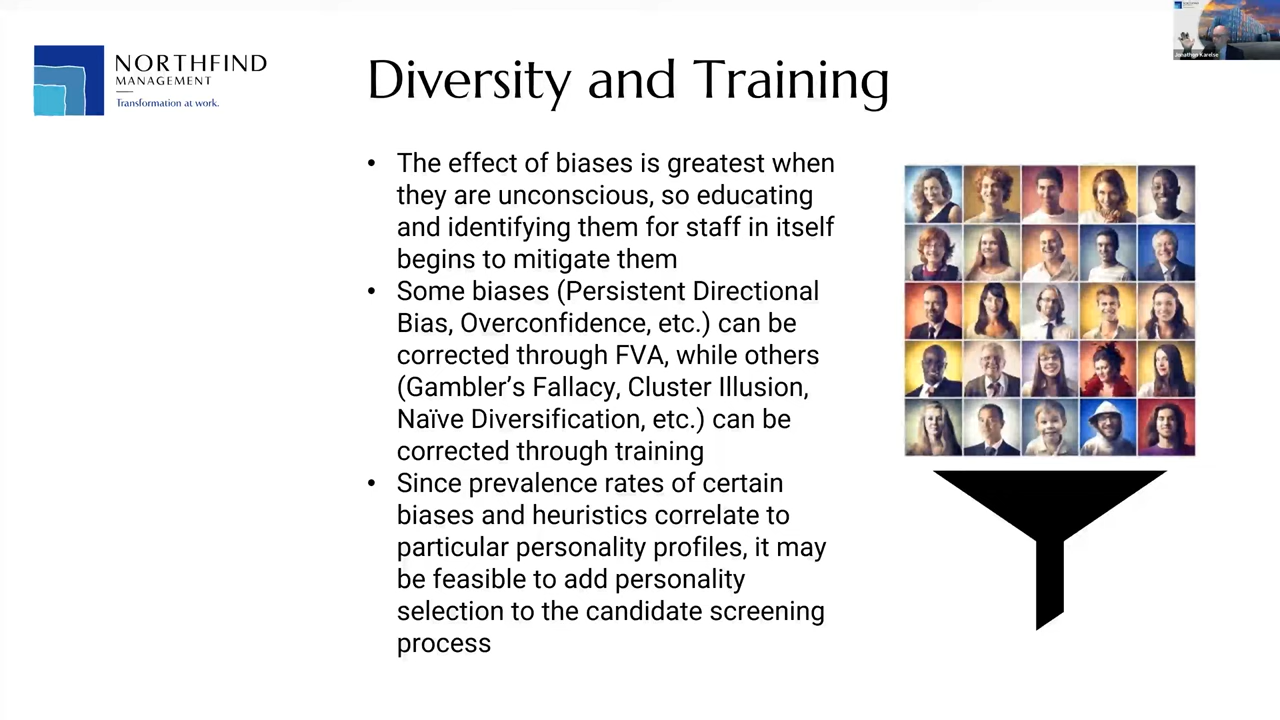 NORTHFIND
MANAGEMENT
Transformation at work.
Diversity and Training
• The effect of biases is greatest when
they are unconscious, so educating
and identifying them for staff in itself
begins to mitigate them
• Some biases (Persistent Directional
Bias, Overconfidence, etc.) can be
corrected through FVA, while others
(Gambler’s Fallacy, Cluster Illusion,
Naïve Diversification, etc.) can be
corrected through training
• Since prevalence rates of certain
biases and heuristics correlate to
particular personality profiles, it may
be feasible to add personality
selection to the candidate screening
process
Jonathon Karelse